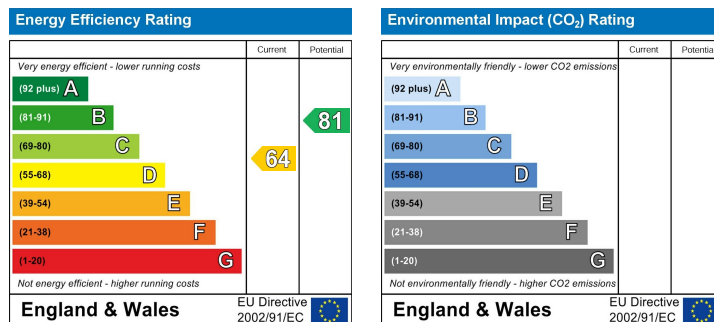 Energy Efficiency Rating
Current Potential
Very energy efficient - lower running costs
(92 plus) A
(81-91) B
81
(69-80) C
64
(55-68) D
(39-54) E
(21-38) F
(1-20) G
Not energy efficient - higher running costs
England & Wales
EU Directive
2002/91/EC
Environmental Impact (CO₂) Rating
Current Potential
Very environmentally friendly - lower CO2 emissions
(92 plus) A
(81-91) B
(69-80) C
(55-68) D
(39-54) E
(21-38) F
(1-20) G
Not environmentally friendly - higher CO2 emissions
England & Wales
EU Directive
2002/91/EC